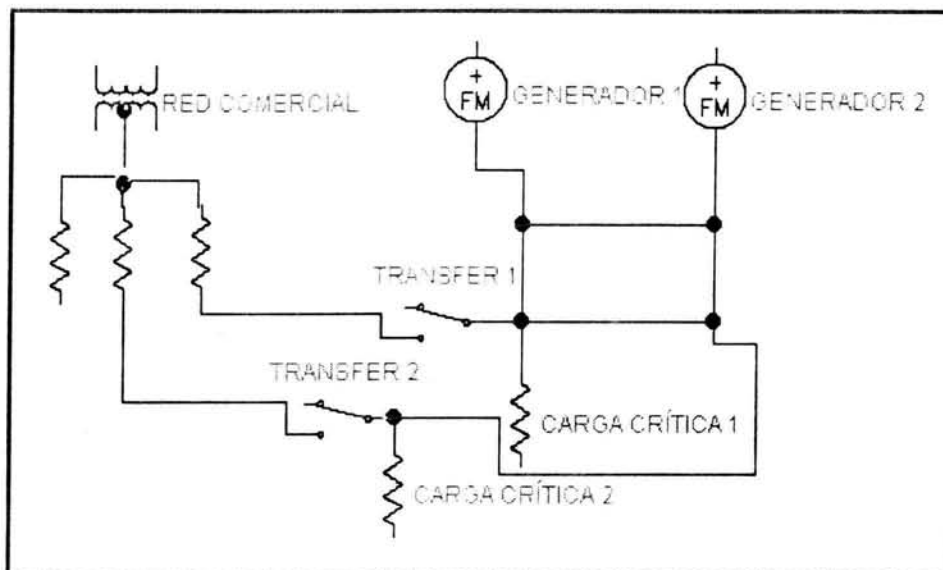 RED COMERCIAL
+
FM
GENERADOR 1
+
FM
GENERADOR 2
TRANSFER 1
TRANSFER 2
CARGA CRÍTICA 1
CARGA CRÍTICA 2